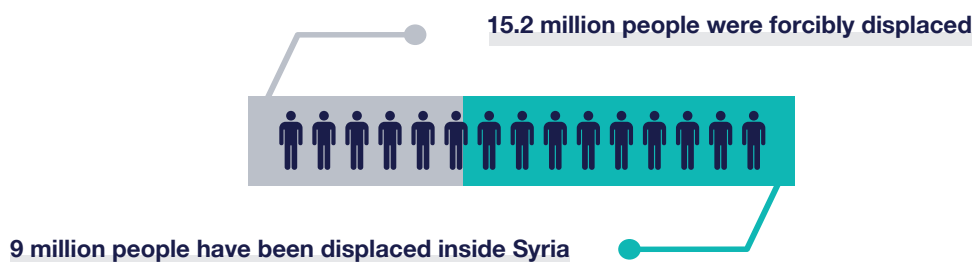 15.2 million people were forcibly displaced
9 million people have been displaced inside Syria